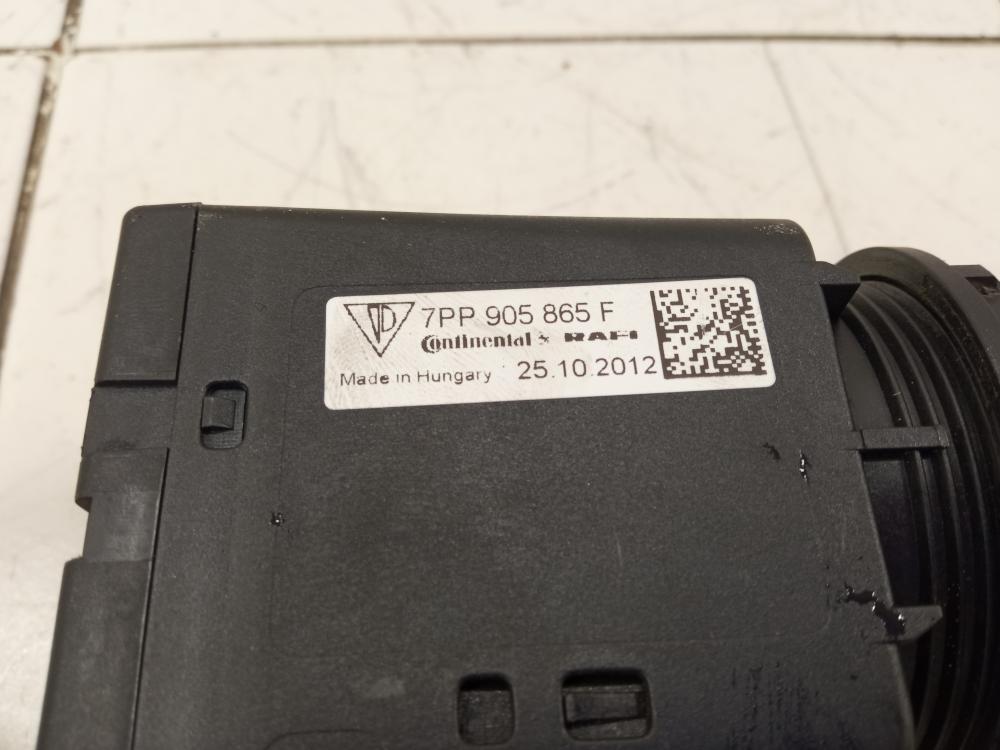 7PP 905 865 F
Continental & RAFI
Made in Hungary 25.10.2012